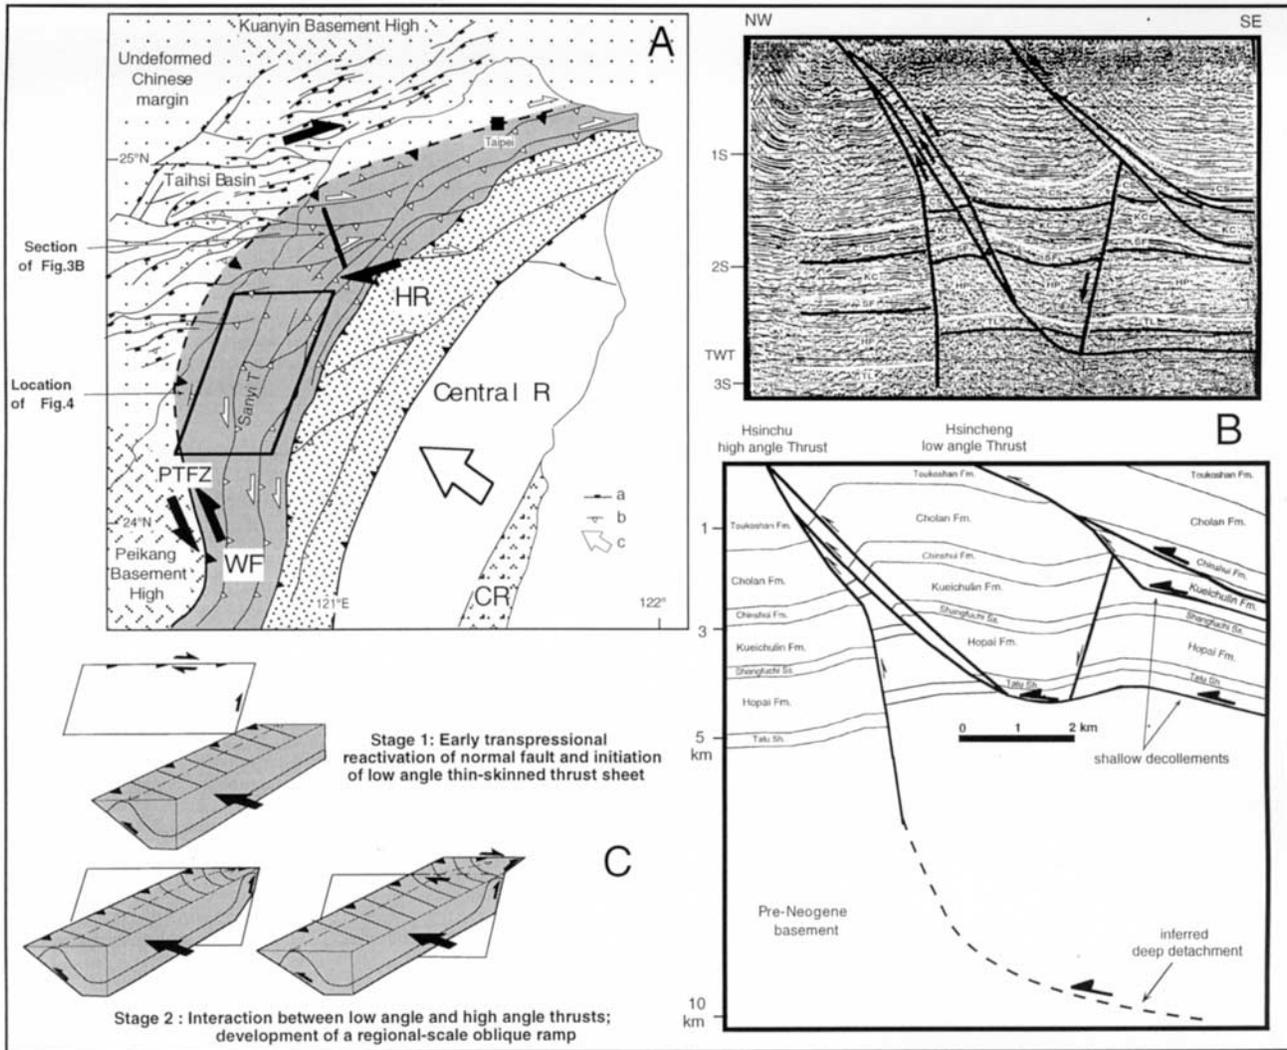 A
Kuanyin Basement High
Undeformed
Chinese
margin
Taipei
25°N
Taihsi Basin
Section
of Fig.3B
HR
Location
of Fig.4
Sanyi T.
Central R
PTFZ
24°N
a
b
c
Peikang
Basement
High
WF
121°E
CR
122°
NW
SE
1S
2S
TWT
3S
CS
KC
SF
HP
TL
B
Hsinchu
high angle Thrust
Hsincheng
low angle Thrust
Toukoshan Fm.
Toukoshan Fm.
Toukoshan Fm.
Cholan Fm.
Cholan Fm.
Cholan Fm.
Chinshui Fm.
Chinshui Fm.
Chinshui Fm.
Kueichulin Fm.
Kueichulin Fm.
Kueichulin Fm.
Shangfuchi Ss.
Shangfuchi Ss.
Shangfuchi Ss.
Hopai Fm.
Hopai Fm.
Hopai Fm.
Tatu Sh.
Tatu Sh.
Tatu Sh.
1
3
5
km
10
km
0 1 2 km
shallow decollements
Pre-Neogene
basement
inferred
deep detachment
C
Stage 1: Early transpressional
reactivation of normal fault and initiation
of low angle thin-skinned thrust sheet
Stage 2 : Interaction between low angle and high angle thrusts;
development of a regional-scale oblique ramp